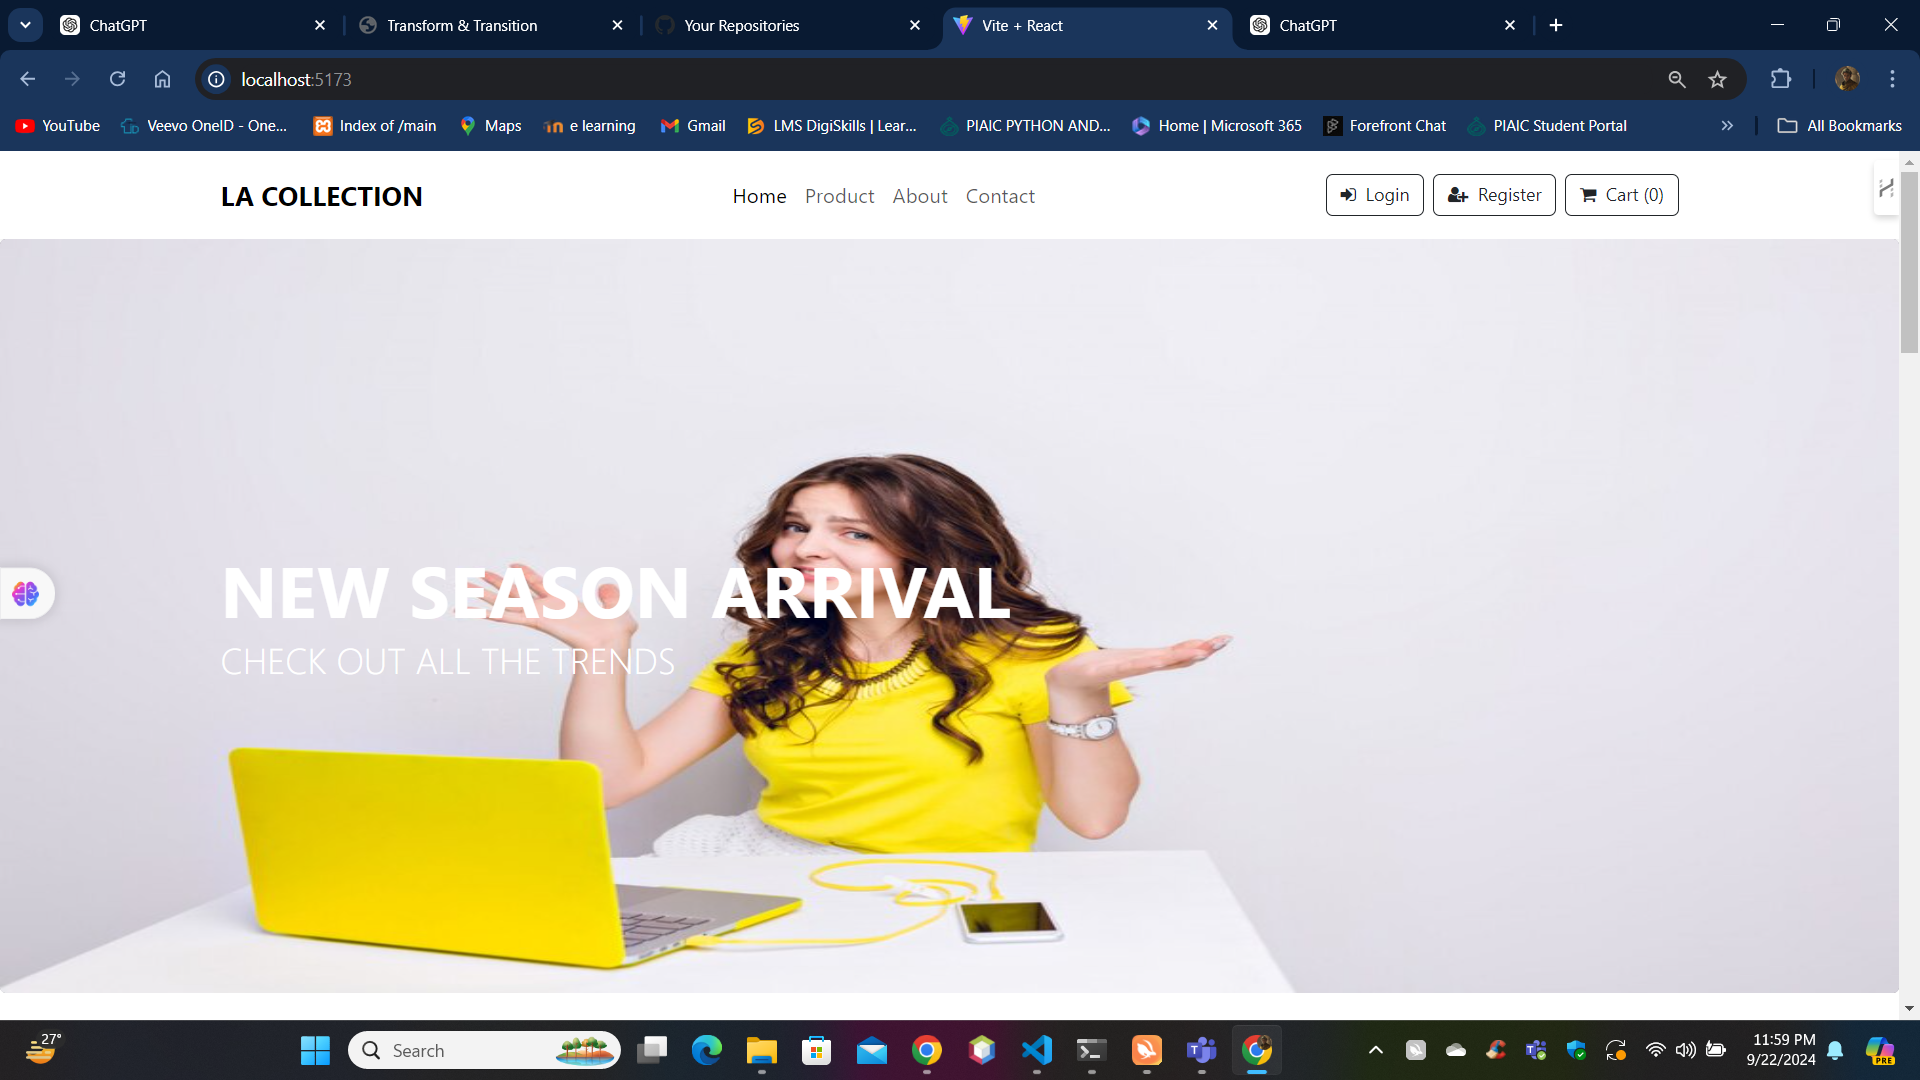 ChatGPT
Transform & Transition
Your Repositories
Vite + React
ChatGPT
localhost:5173
YouTube
Veevo OneID - One...
Index of /main
Maps
e learning
Gmail
LMS DigiSkills | Lear...
PIAIC PYTHON AND...
Home | Microsoft 365
Forefront Chat
PIAIC Student Portal
All Bookmarks
LA COLLECTION
Home
Product
About
Contact
Login
Register
Cart (0)
NEW SEASON ARRIVAL
CHECK OUT ALL THE TRENDS
27°
Search
11:59 PM
9/22/2024
PRE